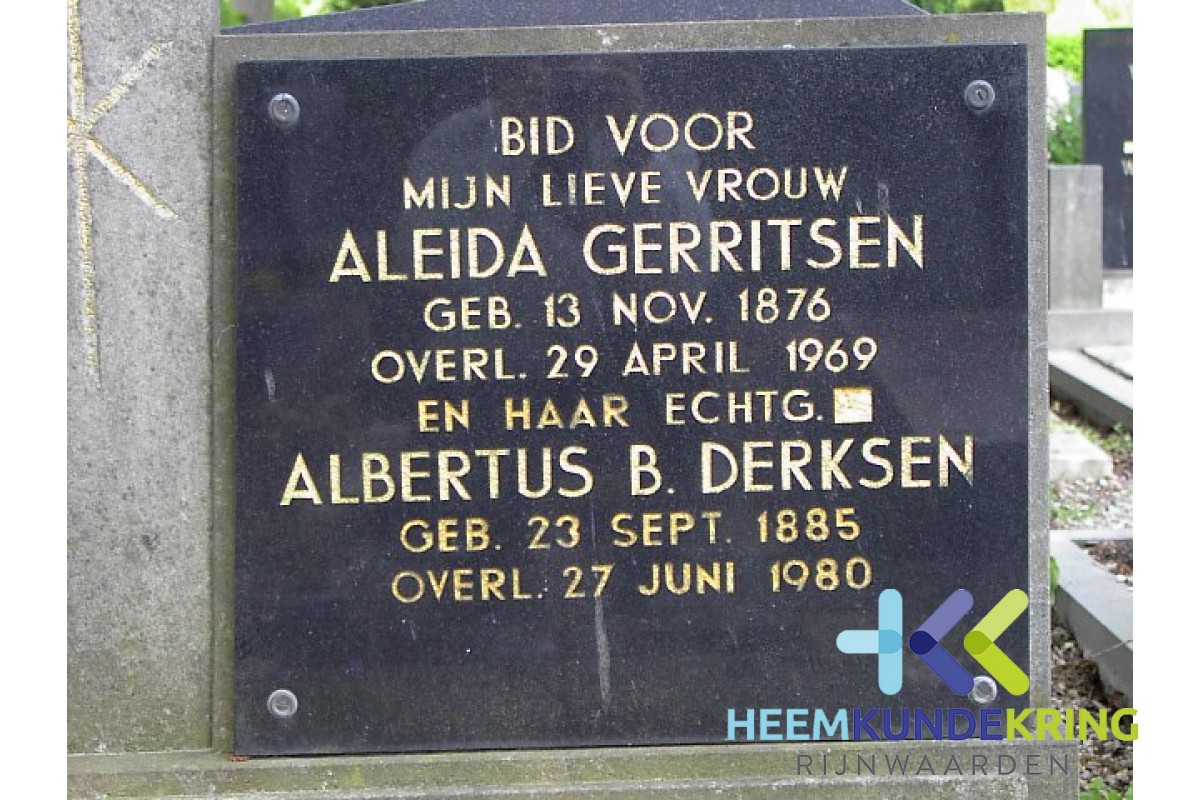 BID VOOR
MIJN LIEVE VROUW
ALEIDA GERRITSEN
GEB. 13 NOV. 1876
OVERL. 29 APRIL 1969
EN HAAR ECHTG.
ALBERTUS B. DERKSEN
GEB. 23 SEPT. 1885
OVERL. 27 JUNI 1980
HEEMKUNDEKRING
RIJNWAARDEN